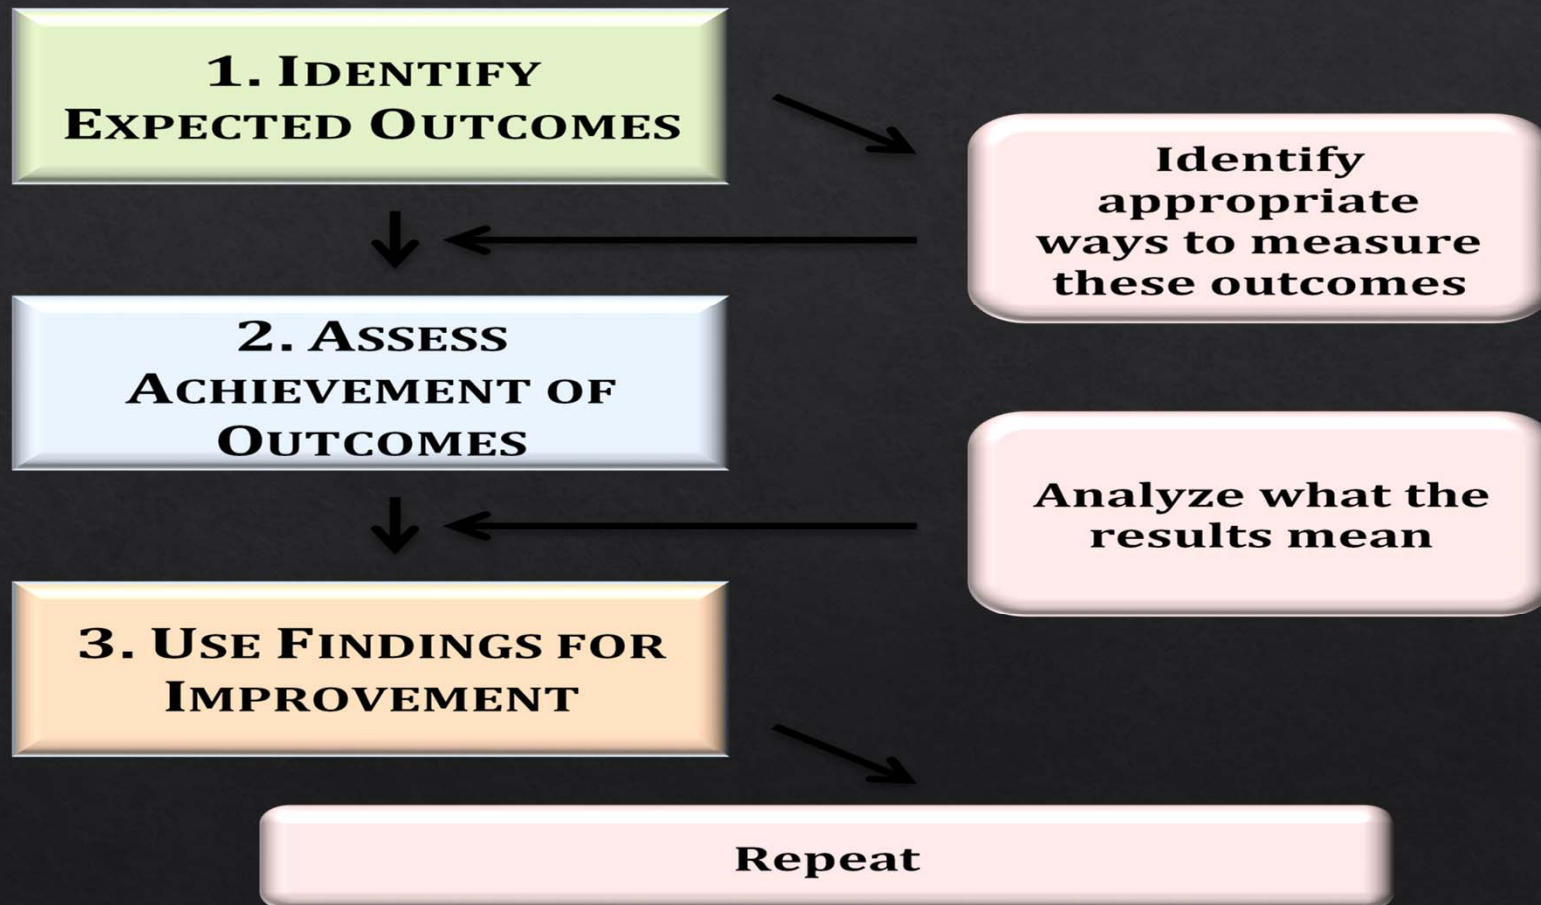 1. IDENTIFY
EXPECTED OUTCOMES
Identify
appropriate
ways to measure
these outcomes
2. ASSESS
ACHIEVEMENT OF
OUTCOMES
Analyze what the
results mean
3. USE FINDINGS FOR
IMPROVEMENT
Repeat